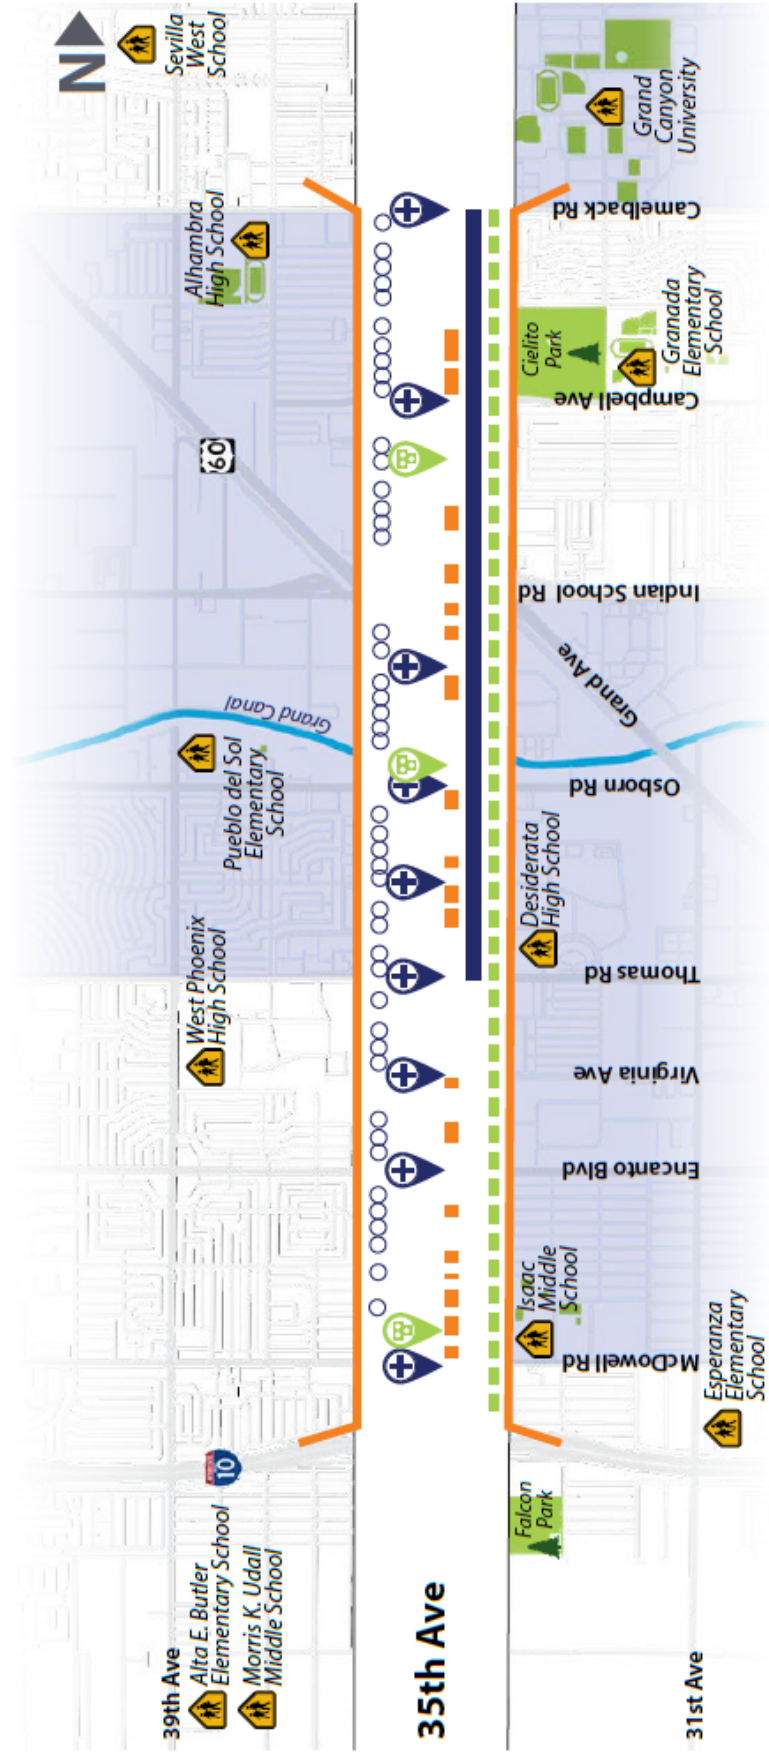 N
Sevilla
West
School
Alhambra
High School
60
Grand Canal
Pueblo del Sol
Elementary
School
West Phoenix
High School
10
Alta E. Butler
Elementary School
Morris K. Udall
Middle School
39th Ave
35th Ave
31st Ave
Grand
Canyon
University
Camelback Rd
Cielito
Park
Granada
Elementary
School
Campbell Ave
Indian School Rd
Grand Ave
Osborn Rd
Desiderata
High School
Thomas Rd
Virginia Ave
Encanto Blvd
Isaac
Middle
School
McDowell Rd
Esperanza
Elementary
School
Falcon
Park